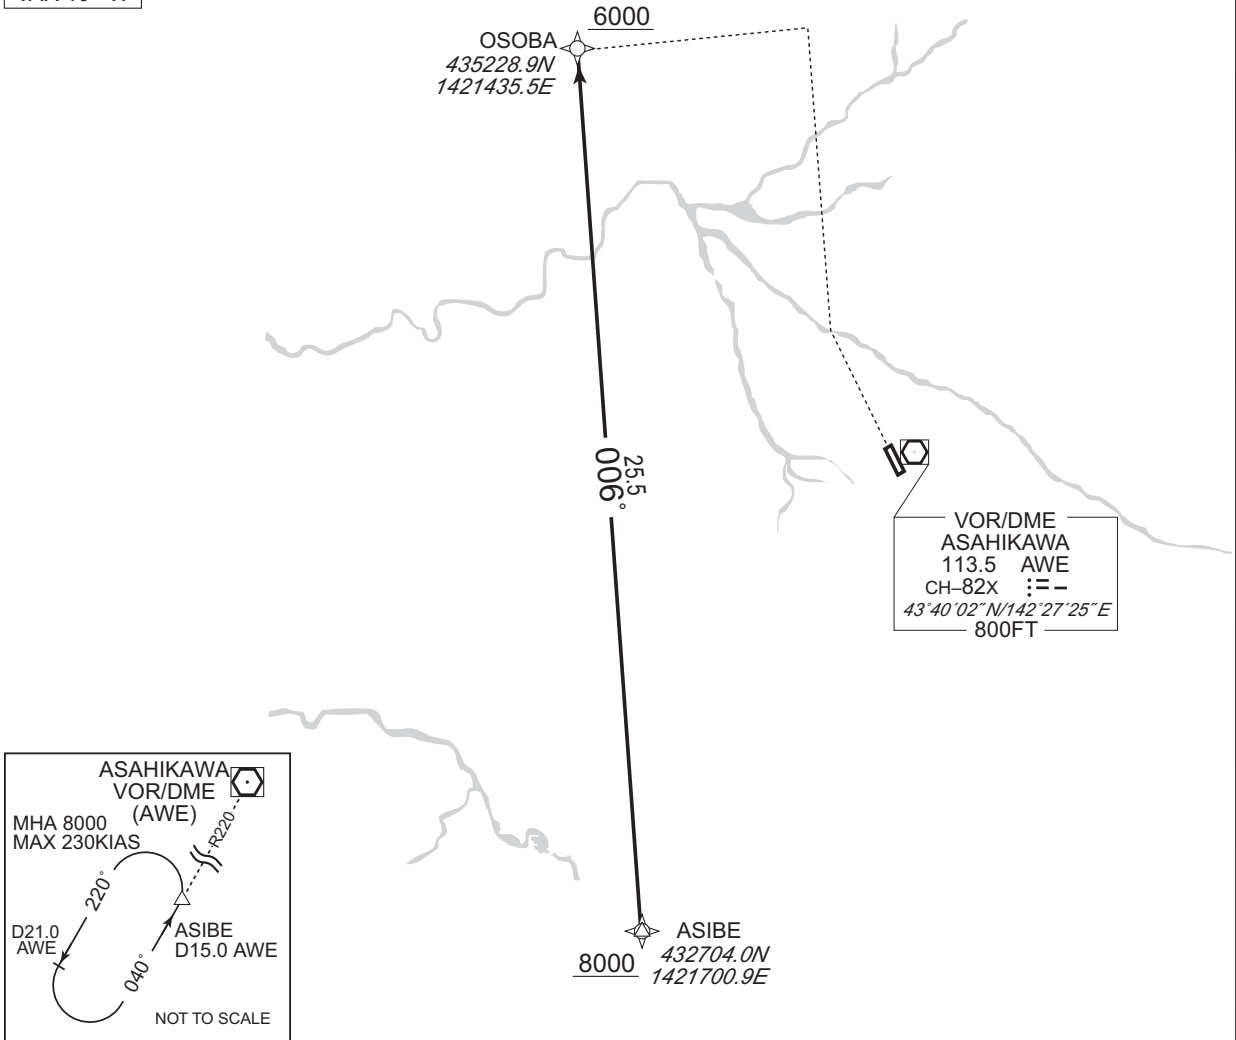 6000
OSOBA
435228.9N
1421435.5E
25.5
006°
VOR/DME
ASAHIKAWA
113.5 AWE
CH–82X
43°40′02″N/142°27′25″E
800FT
ASIBE
432704.0N
1421700.9E
8000
ASAHIKAWA
VOR/DME
(AWE)
MHA 8000
MAX 230KIAS
R220
220°
D21.0
AWE
ASIBE
D15.0 AWE
040°
NOT TO SCALE